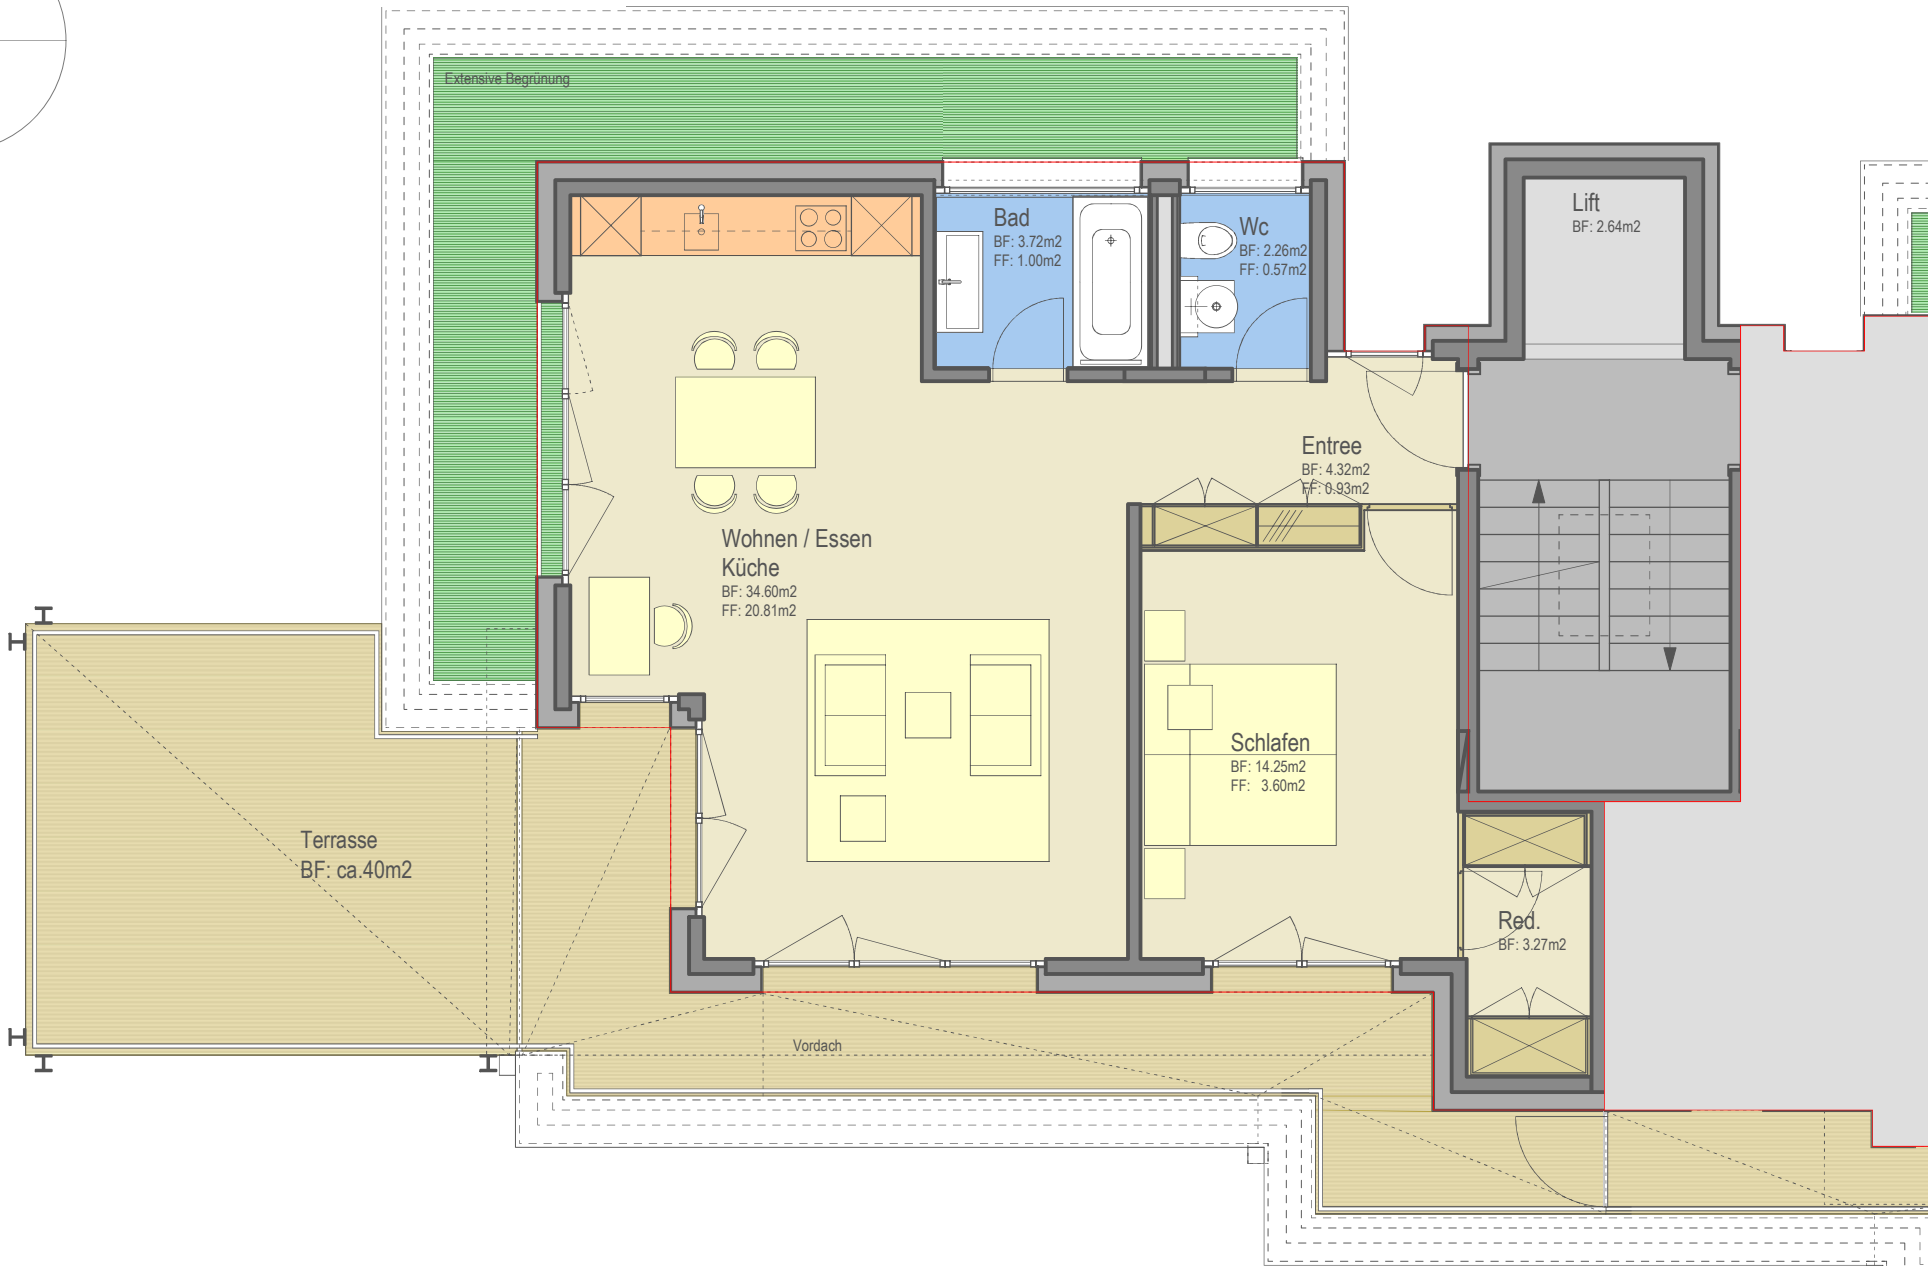 Extensive Begrünung
Bad
BF: 3.72m2
FF: 1.00m2
Wc
BF: 2.26m2
FF: 0.57m2
Lift
BF: 2.64m2
Entree
BF: 4.32m2
FF: 0.93m2
Wohnen / Essen
Küche
BF: 34.60m2
FF: 20.81m2
Schlafen
BF: 14.25m2
FF: 3.60m2
Terrasse
BF: ca.40m2
Red.
BF: 3.27m2
Vordach